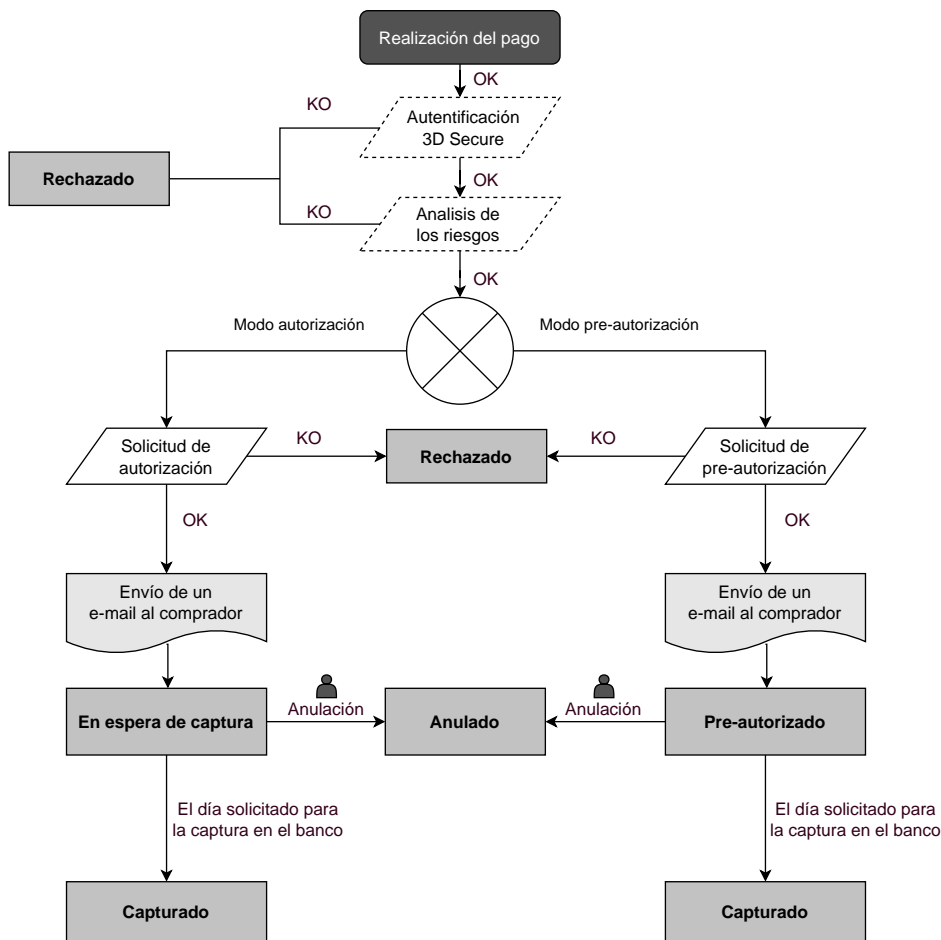 Realización del pago
OK
KO
Autentificación
3D Secure
Rechazado
OK
KO
Analisis de
los riesgos
OK
Modo autorización
Modo pre-autorización
Solicitud de
autorización
KO
Rechazado
KO
Solicitud de
pre-autorización
OK
OK
Envío de un
e-mail al comprador
Envío de un
e-mail al comprador
En espera de captura
Anulación
Anulado
Anulación
Pre-autorizado
El día solicitado para
la captura en el banco
El día solicitado para
la captura en el banco
Capturado
Capturado